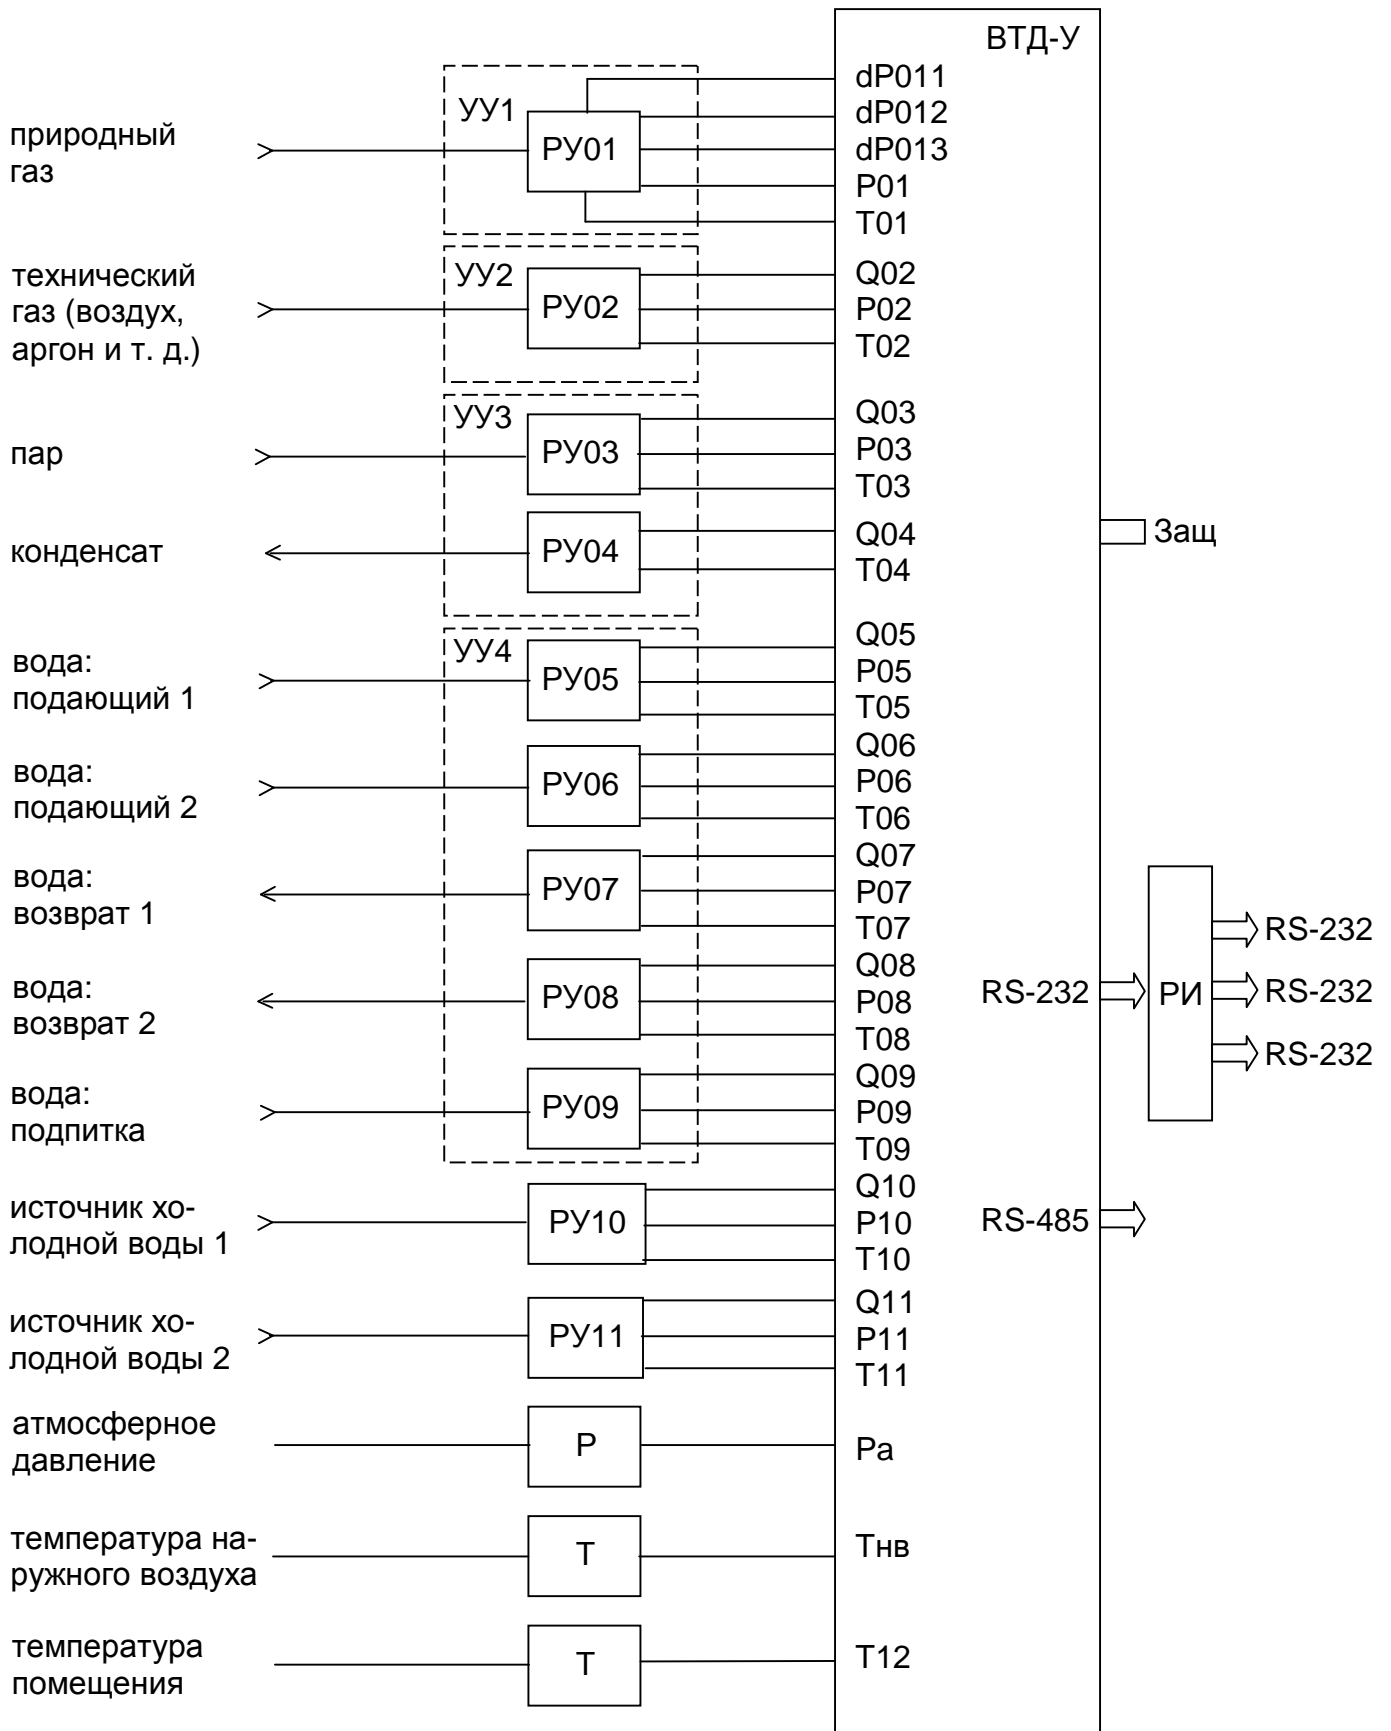 ВТД-У
УУ1
природный
газ
РУ01
dP011
dP012
dP013
P01
T01
технический
газ (воздух,
аргон и т. д.)
УУ2
РУ02
Q02
P02
T02
УУ3
пар
РУ03
Q03
P03
T03
конденсат
РУ04
Q04
T04
Защ
УУ4
вода:
подающий 1
РУ05
Q05
P05
T05
вода:
подающий 2
РУ06
Q06
P06
T06
вода:
возврат 1
РУ07
Q07
P07
T07
вода:
возврат 2
РУ08
Q08
P08
T08
RS-232
РИ
RS-232
RS-232
RS-232
вода:
подпитка
РУ09
Q09
P09
T09
источник хо-
лодной воды 1
РУ10
Q10
P10
T10
RS-485
источник хо-
лодной воды 2
РУ11
Q11
P11
T11
атмосферное
давление
Р
Ра
температура на-
ружного воздуха
Т
Тнв
температура
помещения
Т
T12